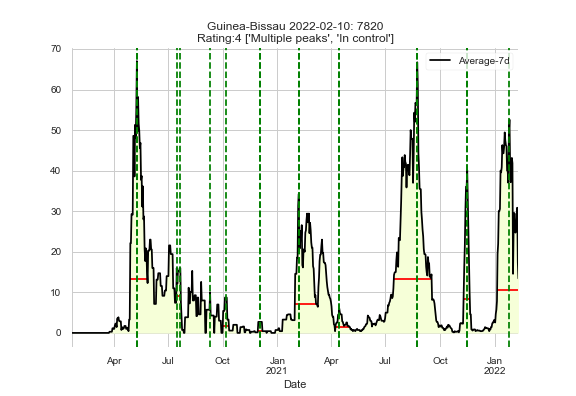 Guinea-Bissau 2022-02-10: 7820
Rating:4 ['Multiple peaks', 'In control']
Average-7d
70
60
50
40
30
20
10
0
Apr
Jul
Oct
Jan
2021
Apr
Jul
Oct
Jan
2022
Date